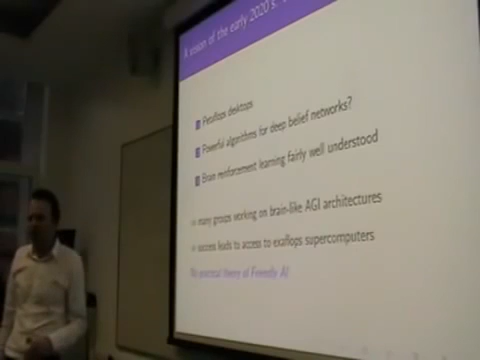 A vision of the early 2020's:
Petaflops desktops
Powerful algorithms for deep belief networks?
Brain reinforcement learning fairly well understood
⇒ many groups working on brain-like AGI architectures
⇒ success leads to access to exaflops supercomputers
No practical theory of Friendly AI